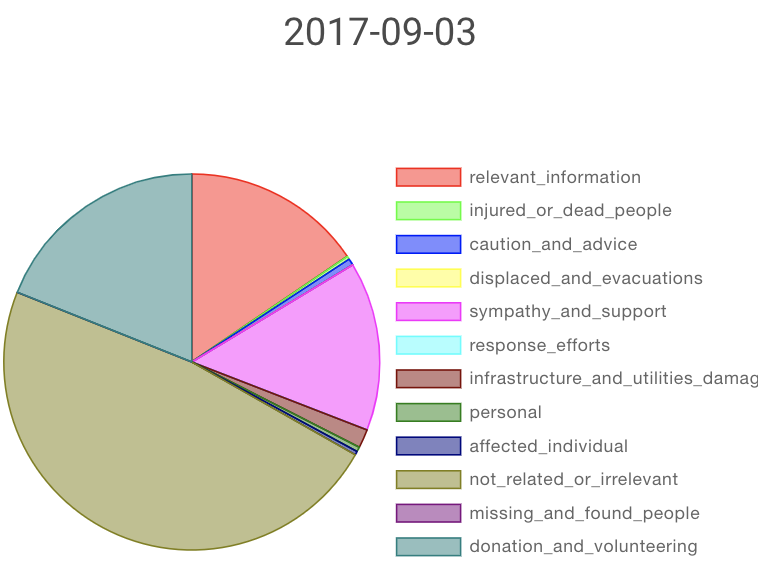 2017-09-03
relevant_information
injured_or_dead_people
caution_and_advice
displaced_and_evacuations
sympathy_and_support
response_efforts
infrastructure_and_utilities_damag
personal
affected_individual
not_related_or_irrelevant
missing_and_found_people
donation_and_volunteering